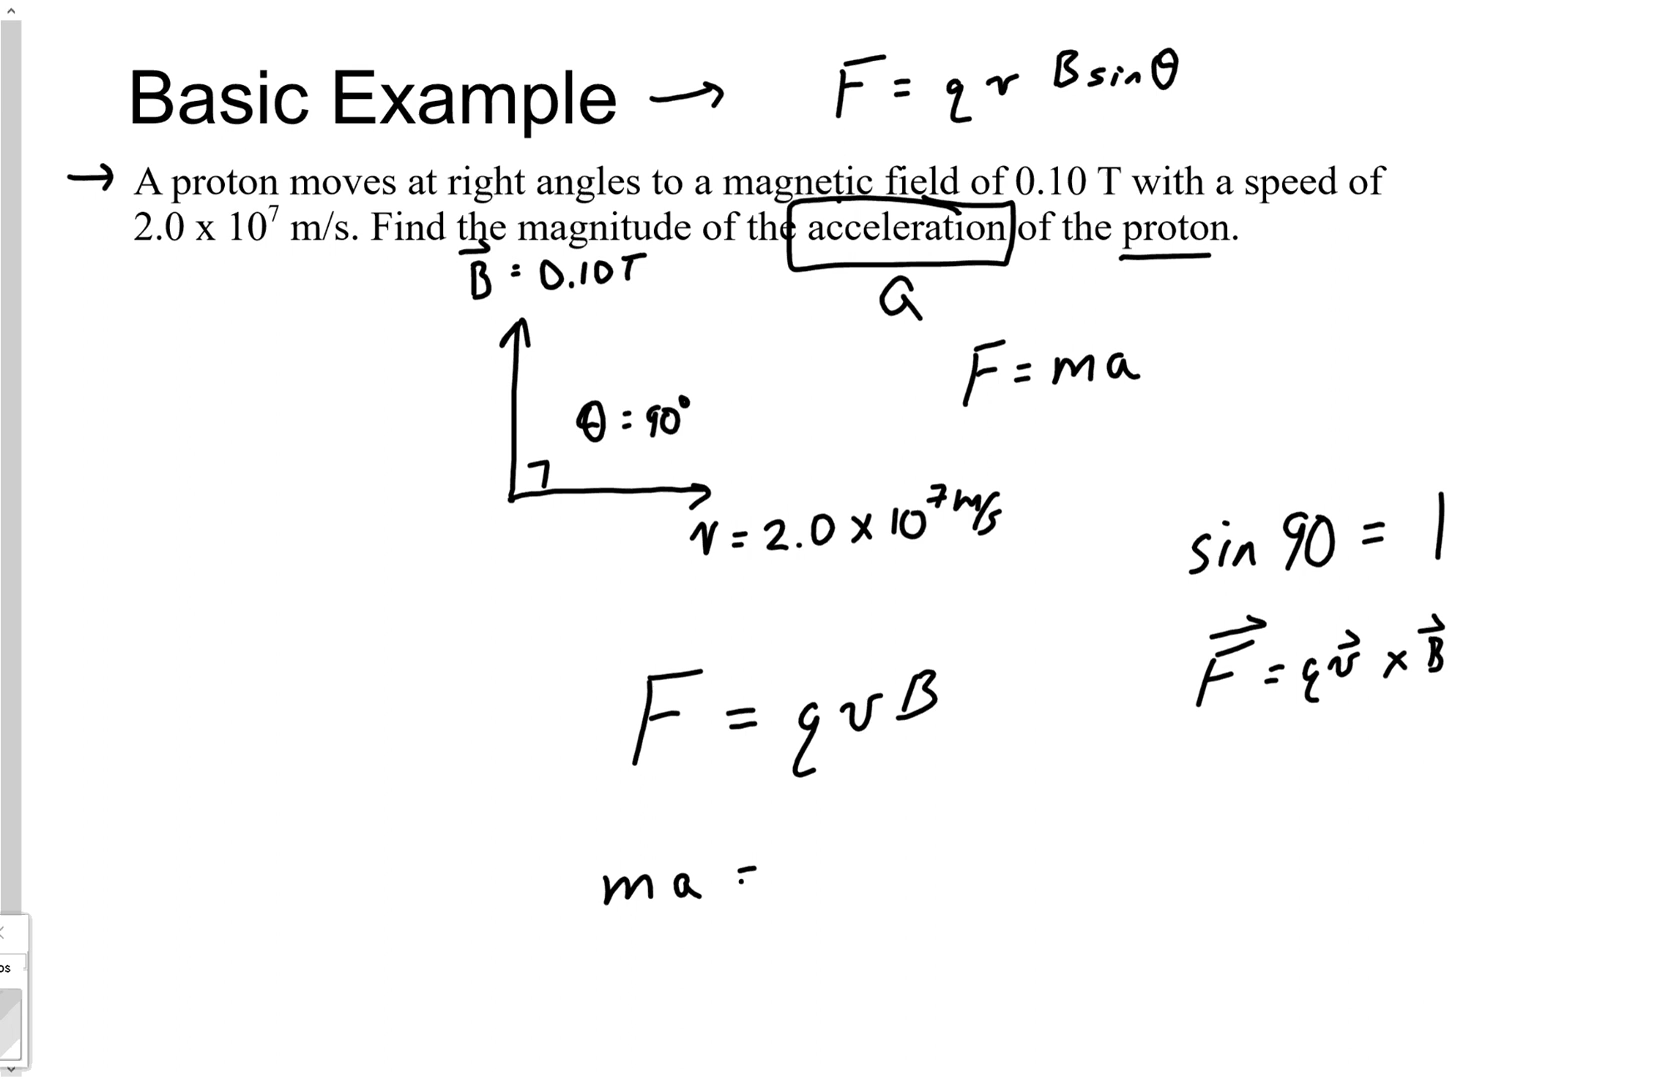 Basic Example → F = qv B sinθ
→ A proton moves at right angles to a magnetic field of 0.10 T with a speed of
2.0 x 10⁷ m/s. Find the magnitude of the acceleration of the proton.
B⃗ = 0.10T
a
F = ma
θ = 90°
v = 2.0 × 10⁷ m/s
sin 90 = 1
F⃗ = qv⃗ × B⃗
F = qvB
ma =
os